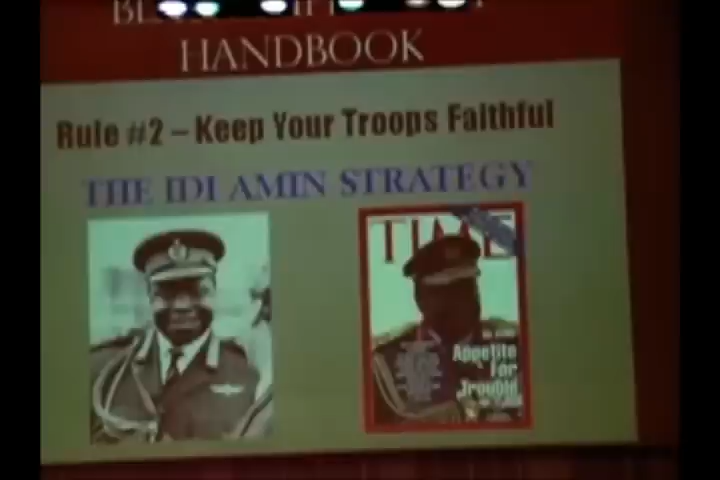 HANDBOOK
Rule #2 – Keep Your Troops Faithful
THE IDI AMIN STRATEGY
TIME
Appetite
For
Trouble